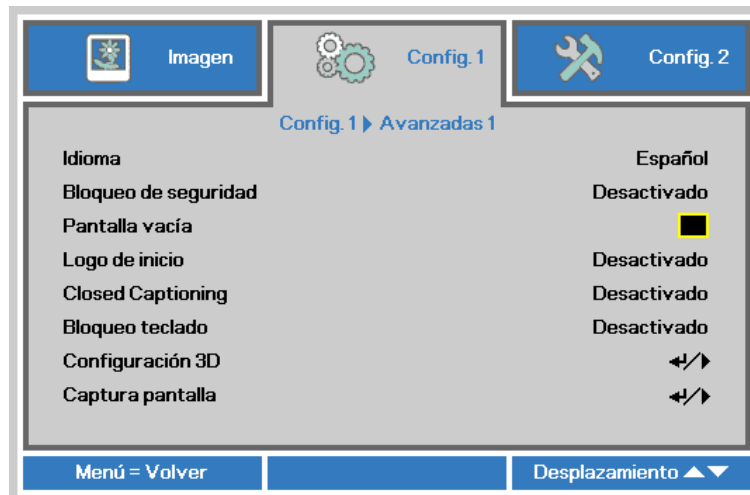 Imagen Config. 1 Config. 2
Config. 1 Avanzadas 1
Idioma Español
Bloqueo de seguridad Desactivado
Pantalla vacía
Logo de inicio Desactivado
Closed Captioning Desactivado
Bloqueo teclado Desactivado
Configuración 3D
Captura pantalla
Menú = Volver Desplazamiento